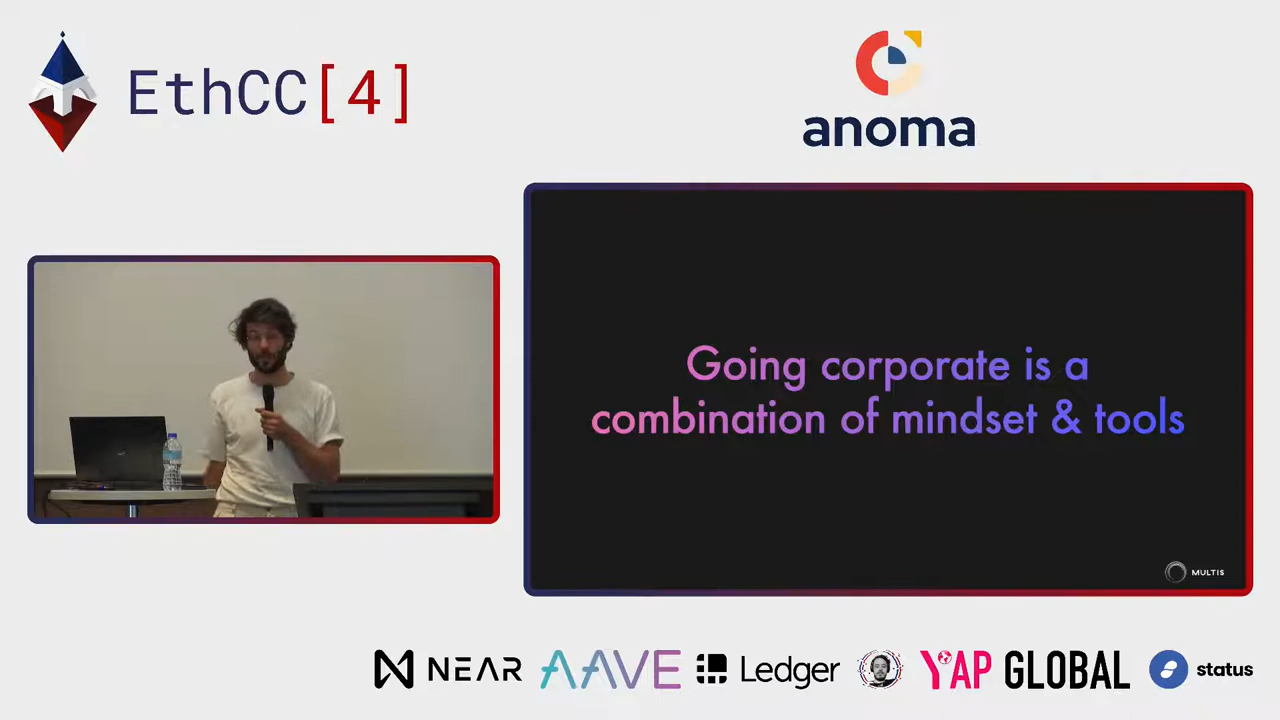 EthCC[4]
anoma
Going corporate is a
combination of mindset & tools
MULTIS
NEAR
AAVE
Ledger
YAP GLOBAL
status